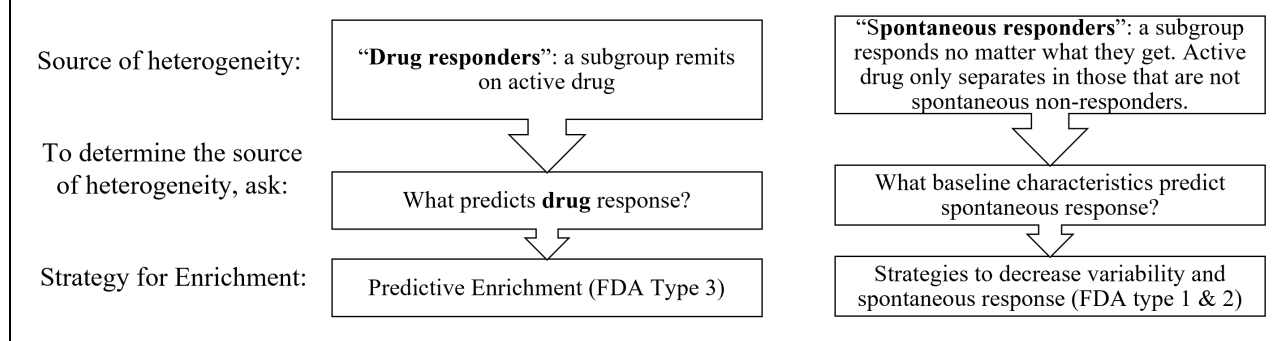 Source of heterogeneity:
“Drug responders”: a subgroup remits
on active drug
“Spontaneous responders”: a subgroup
responds no matter what they get. Active
drug only separates in those that are not
spontaneous non-responders.
To determine the source
of heterogeneity, ask:
What predicts drug response?
What baseline characteristics predict
spontaneous response?
Strategy for Enrichment:
Predictive Enrichment (FDA Type 3)
Strategies to decrease variability and
spontaneous response (FDA type 1 & 2)